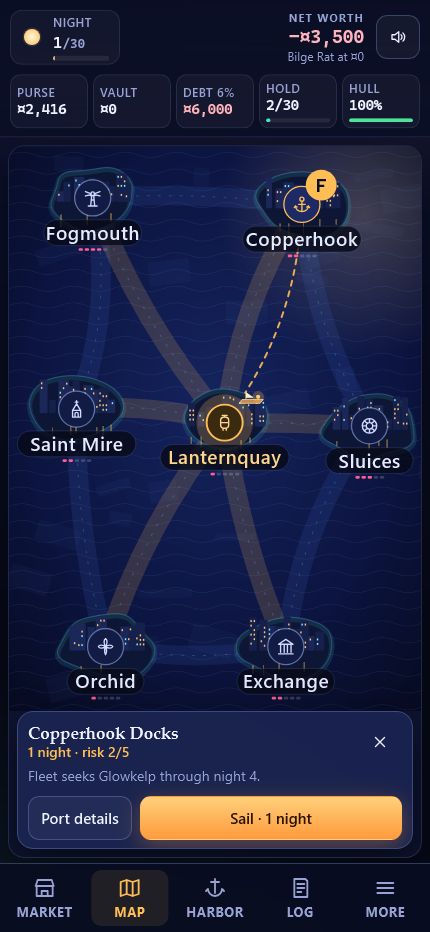 NIGHT
1/30
NET WORTH
−¤3,500
Bilge Rat at ¤0
PURSE
¤2,416
VAULT
¤0
DEBT 6%
¤6,000
HOLD
2/30
HULL
100%
F
Fogmouth
Copperhook
Saint Mire
Lanternquay
Sluices
Orchid
Exchange
Copperhook Docks
1 night · risk 2/5
Fleet seeks Glowkelp through night 4.
Port details
Sail · 1 night
MARKET
MAP
HARBOR
LOG
MORE